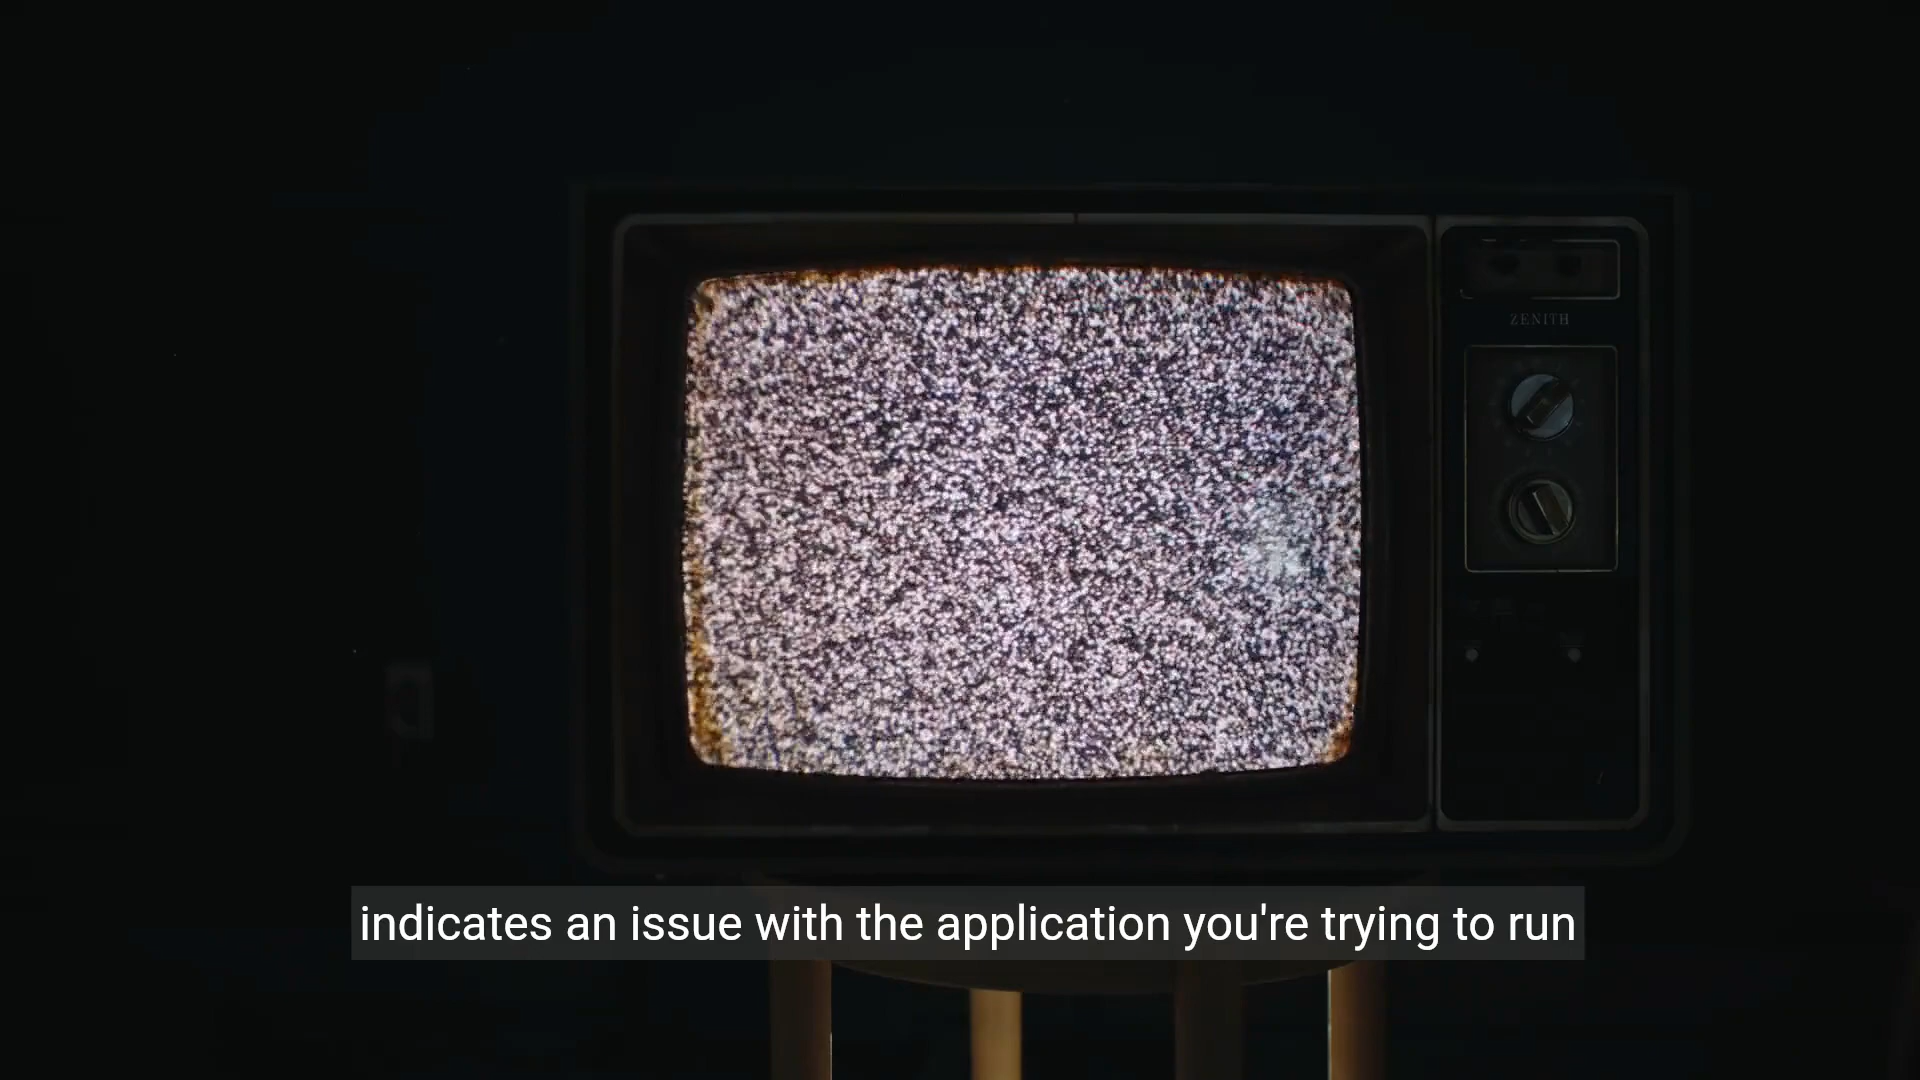 ZENITH
indicates an issue with the application you're trying to run